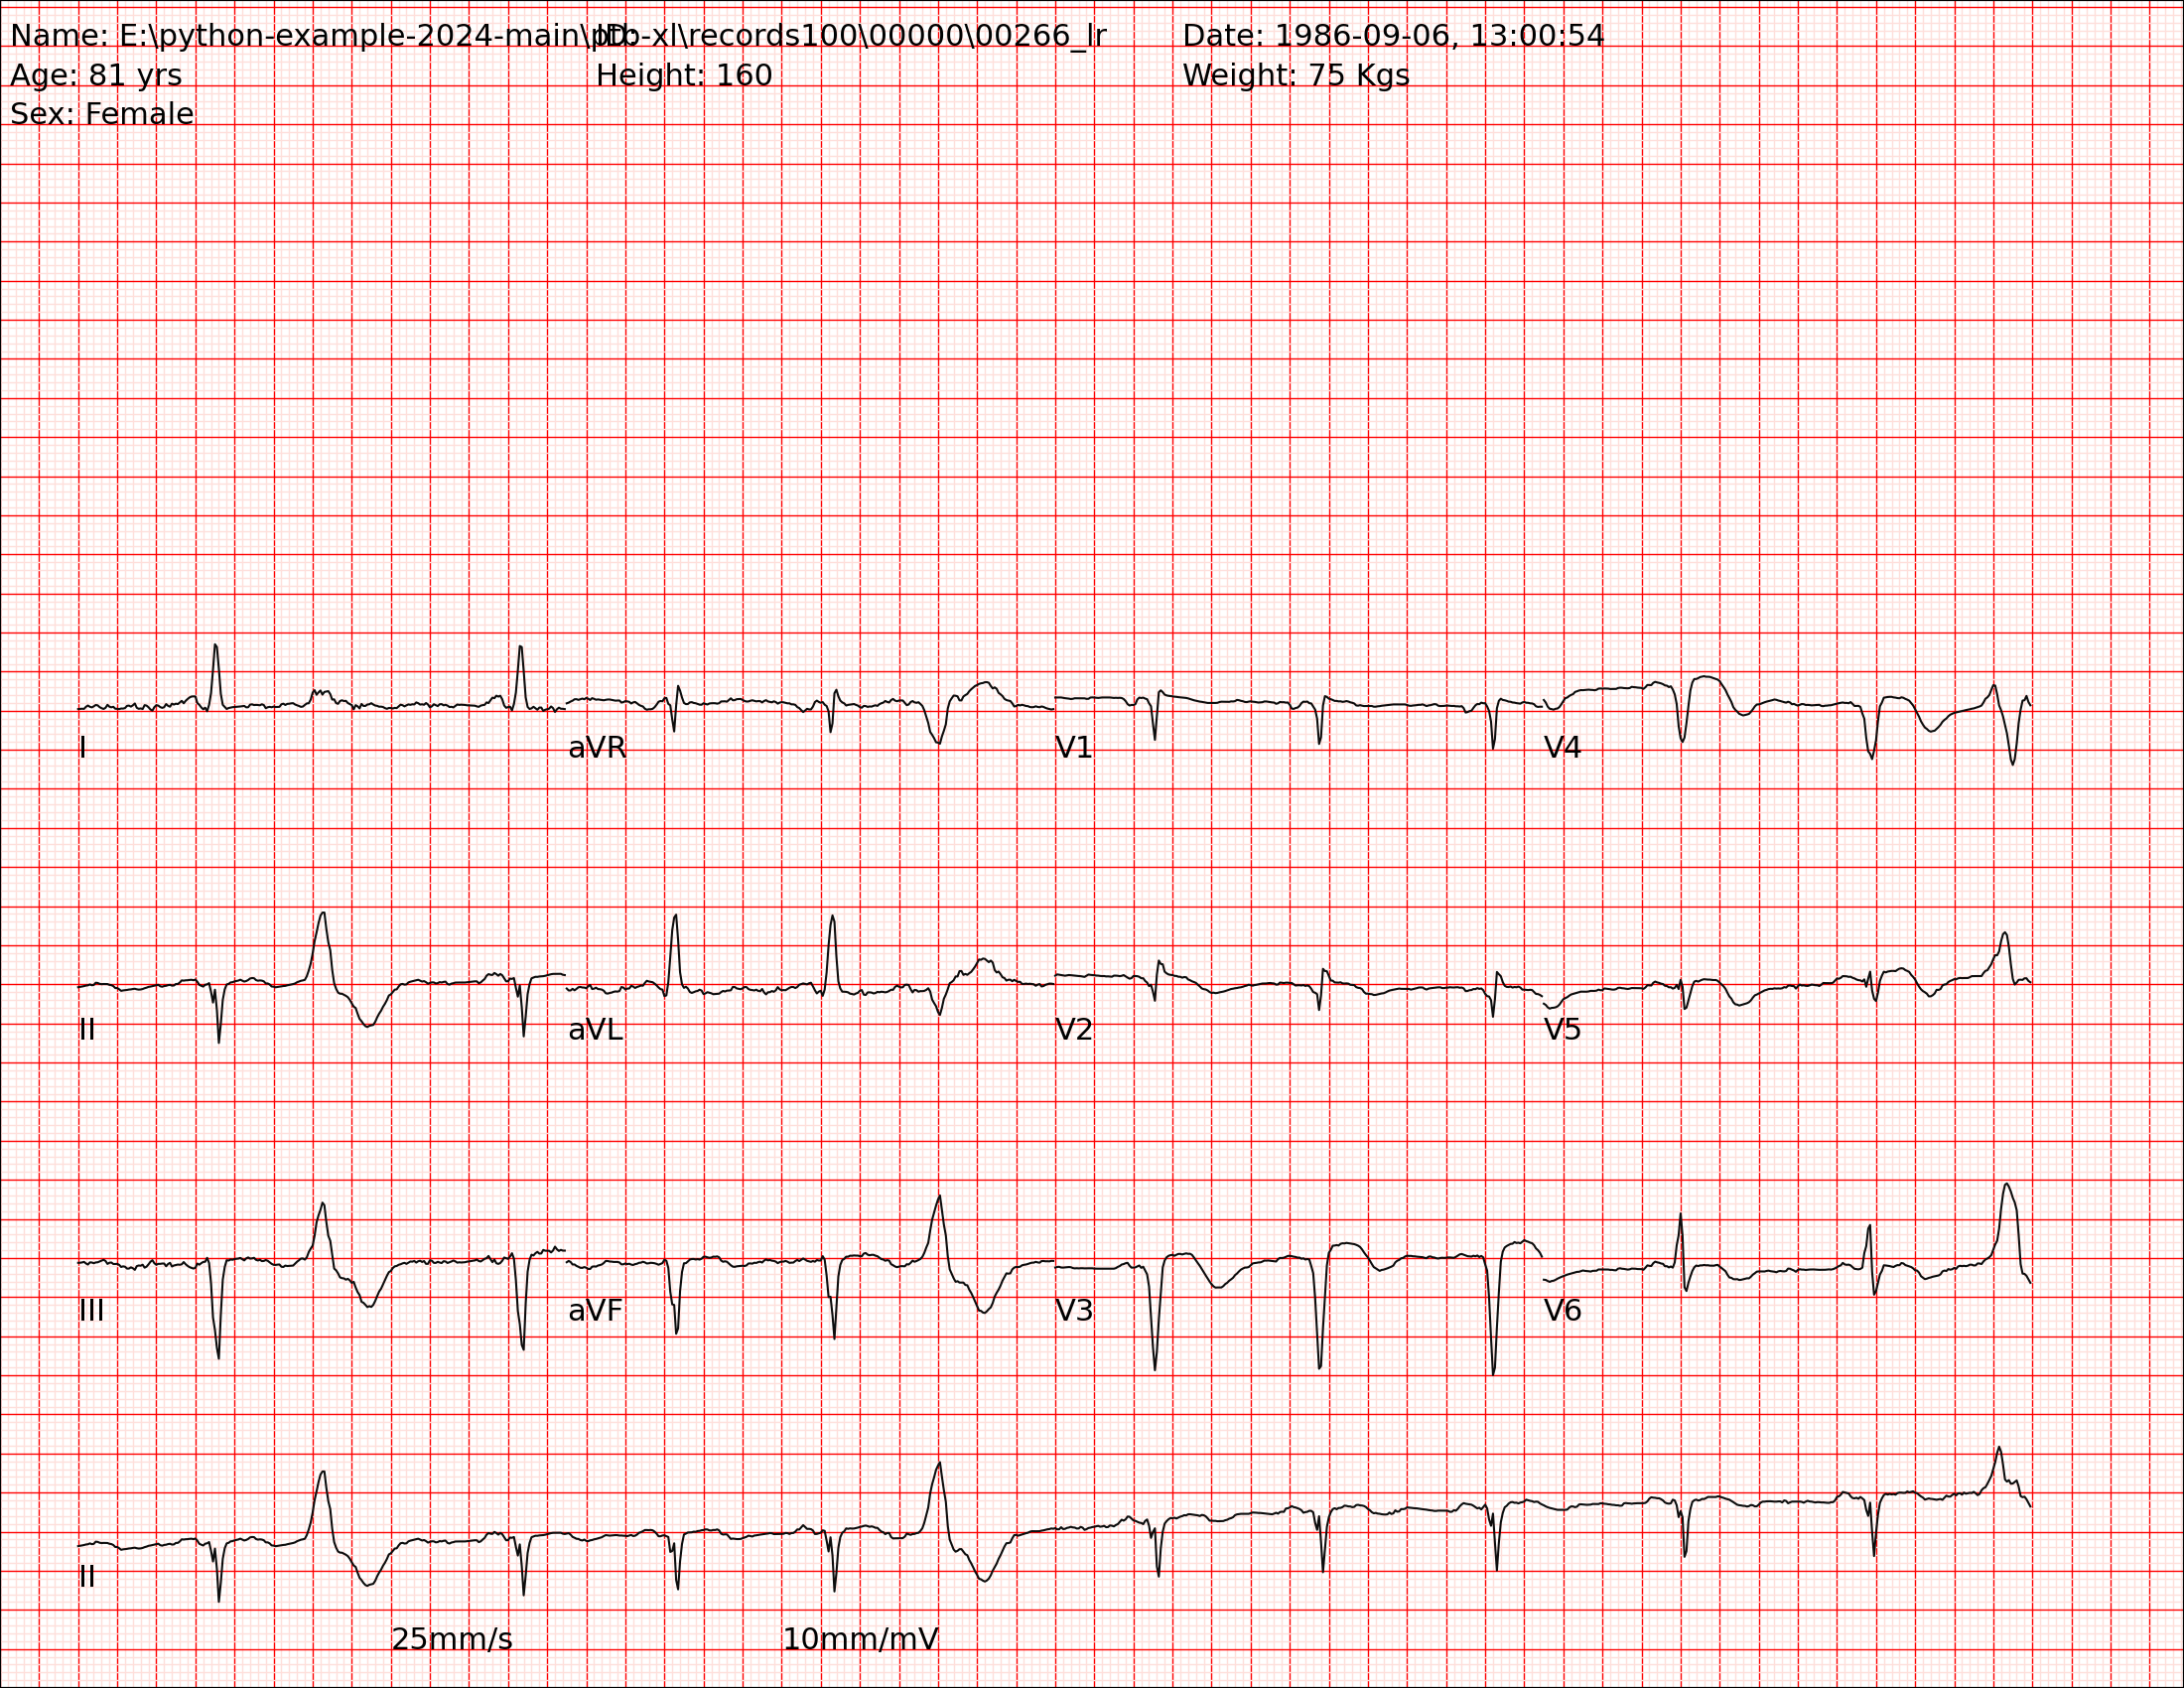 Name: E:\python-example-2024-main\ptb-xl\records100\00000\00266_lr ID: Date: 1986-09-06, 13:00:54
Age: 81 yrs Height: 160 Weight: 75 Kgs
Sex: Female
I aVR V1 V4
II aVL V2 V5
III aVF V3 V6
II
25mm/s 10mm/mV